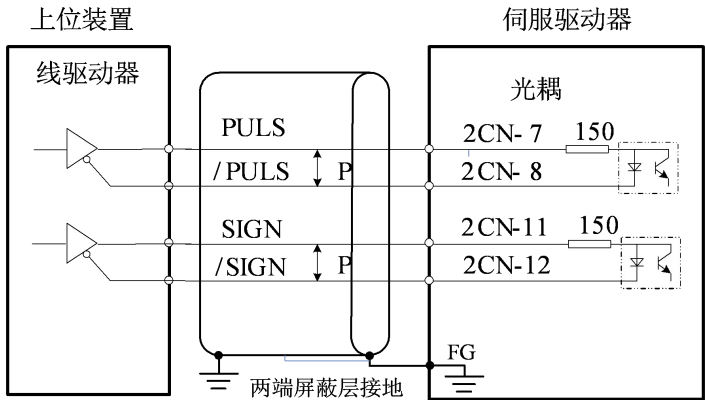 上位装置
伺服驱动器
线驱动器
光耦
PULS
2CN-7
150
/PULS
P
2CN-8
SIGN
2CN-11
150
/SIGN
P
2CN-12
FG
两端屏蔽层接地